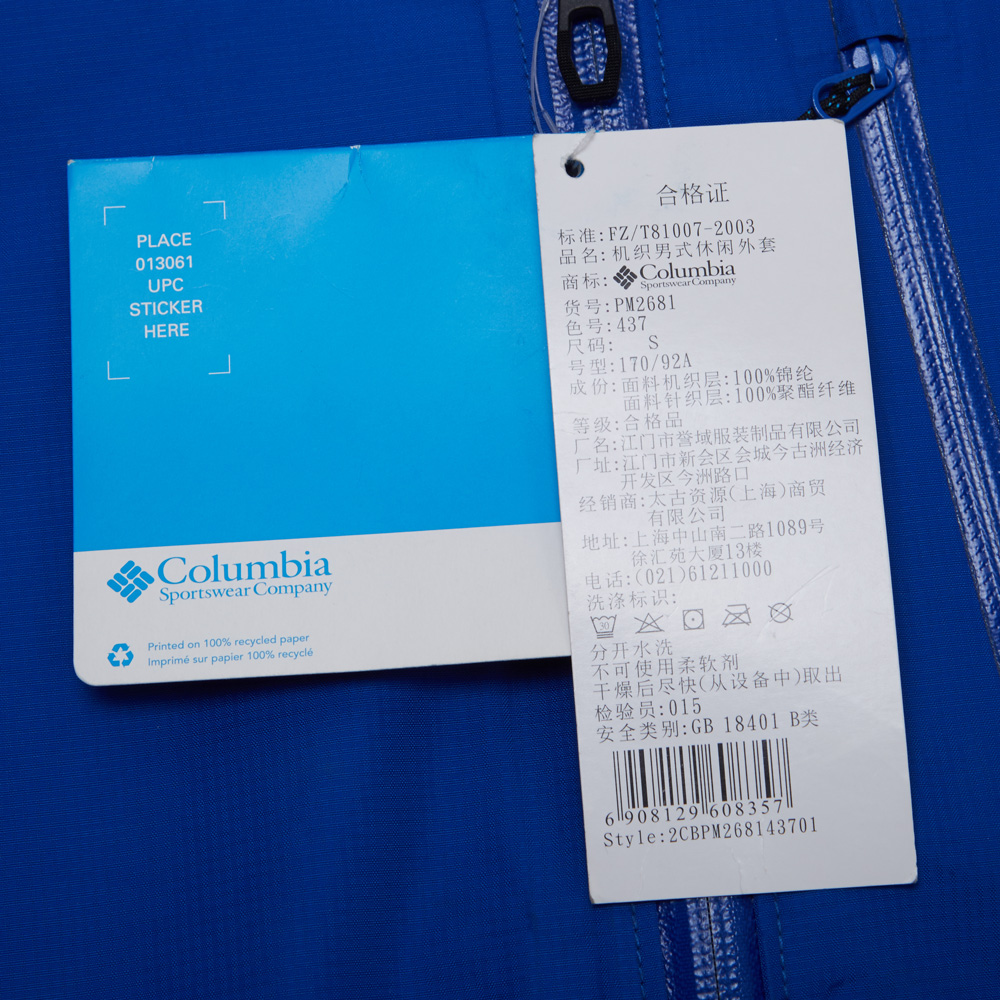 PLACE
013061
UPC
STICKER
HERE
Columbia
Sportswear Company
Printed on 100% recycled paper
Imprimé sur papier 100% recyclé
合格证
标准:FZ/T81007-2003
品名:机织男式休闲外套
商标:Columbia
Sportswear Company
货号:PM2681
色号:437
尺码: S
号型:170/92A
成份:面料机织层:100%锦纶
面料针织层:100%聚酯纤维
等级:合格品
厂名:江门市誉域服装制品有限公司
厂址:江门市新会区会城今古洲经济
开发区今洲路口
经销商:太古资源(上海)商贸
有限公司
地址:上海中山南二路1089号
徐汇苑大厦13楼
电话:(021)61211000
洗涤标识:
30
分开水洗
不可使用柔软剂
干燥后尽快(从设备中)取出
检验员:015
安全类别:GB 18401 B类
6 908129 608357
Style:2CBPM268143701